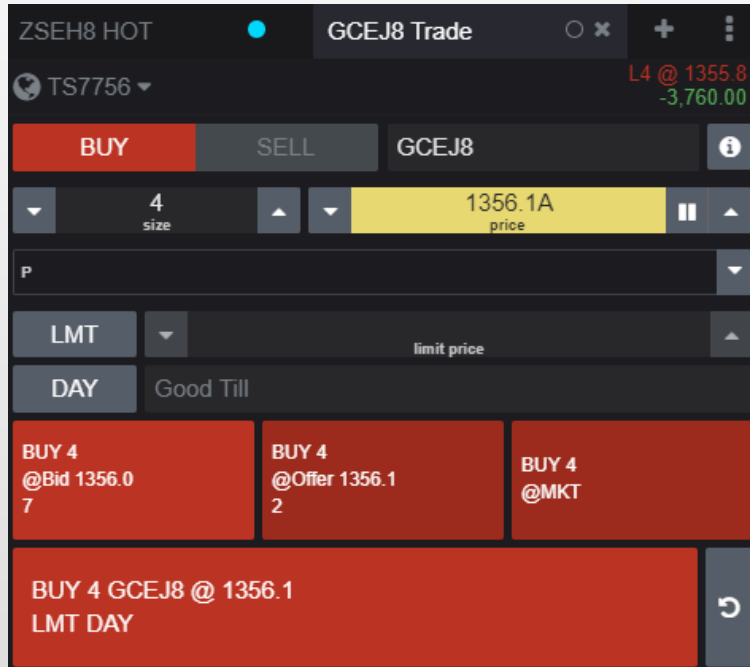 ZSEH8 HOT
GCEJ8 Trade
TS7756
L4 @ 1355.8
-3,760.00
BUY
SELL
GCEJ8
4
size
1356.1A
price
P
LMT
limit price
DAY
Good Till
BUY 4
@Bid 1356.0
7
BUY 4
@Offer 1356.1
2
BUY 4
@MKT
BUY 4 GCEJ8 @ 1356.1
LMT DAY